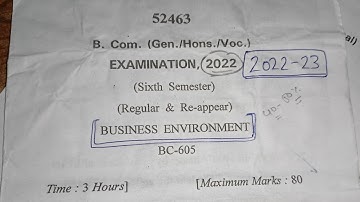 52463
B. Com. (Gen./Hons./Voc.)
EXAMINATION, 2022 2022-23
(Sixth Semester)
(Regular & Re-appear)
BUSINESS ENVIRONMENT
BC-605
Time : 3 Hours] [Maximum Marks : 80